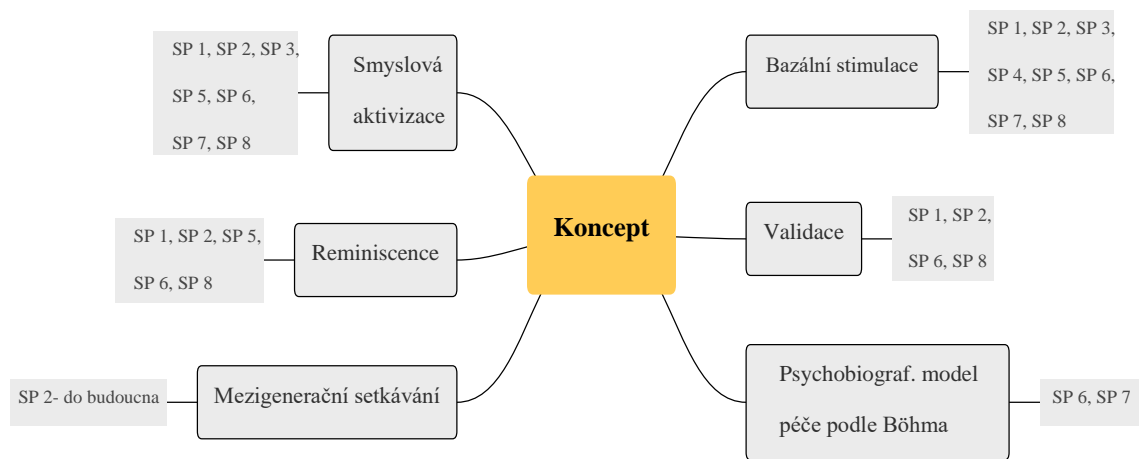 Koncept
Smyslová
aktivizace
SP 1, SP 2, SP 3,
SP 5, SP 6,
SP 7, SP 8
Reminiscence
SP 1, SP 2, SP 5,
SP 6, SP 8
Mezigenerační setkávání
SP 2- do budoucna
Bazální stimulace
SP 1, SP 2, SP 3,
SP 4, SP 5, SP 6,
SP 7, SP 8
Validace
SP 1, SP 2,
SP 6, SP 8
Psychobiograf. model
péče podle Böhma
SP 6, SP 7